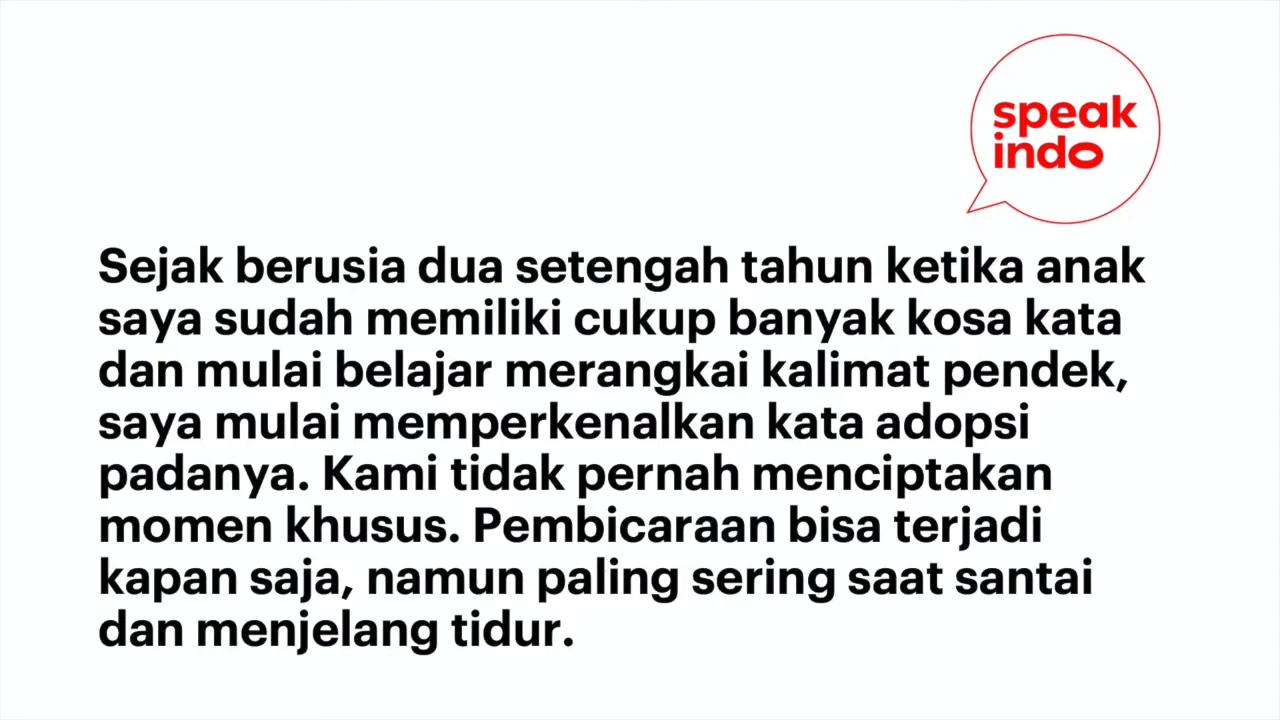 speak
indo
Sejak berusia dua setengah tahun ketika anak
saya sudah memiliki cukup banyak kosa kata
dan mulai belajar merangkai kalimat pendek,
saya mulai memperkenalkan kata adopsi
padanya. Kami tidak pernah menciptakan
momen khusus. Pembicaraan bisa terjadi
kapan saja, namun paling sering saat santai
dan menjelang tidur.